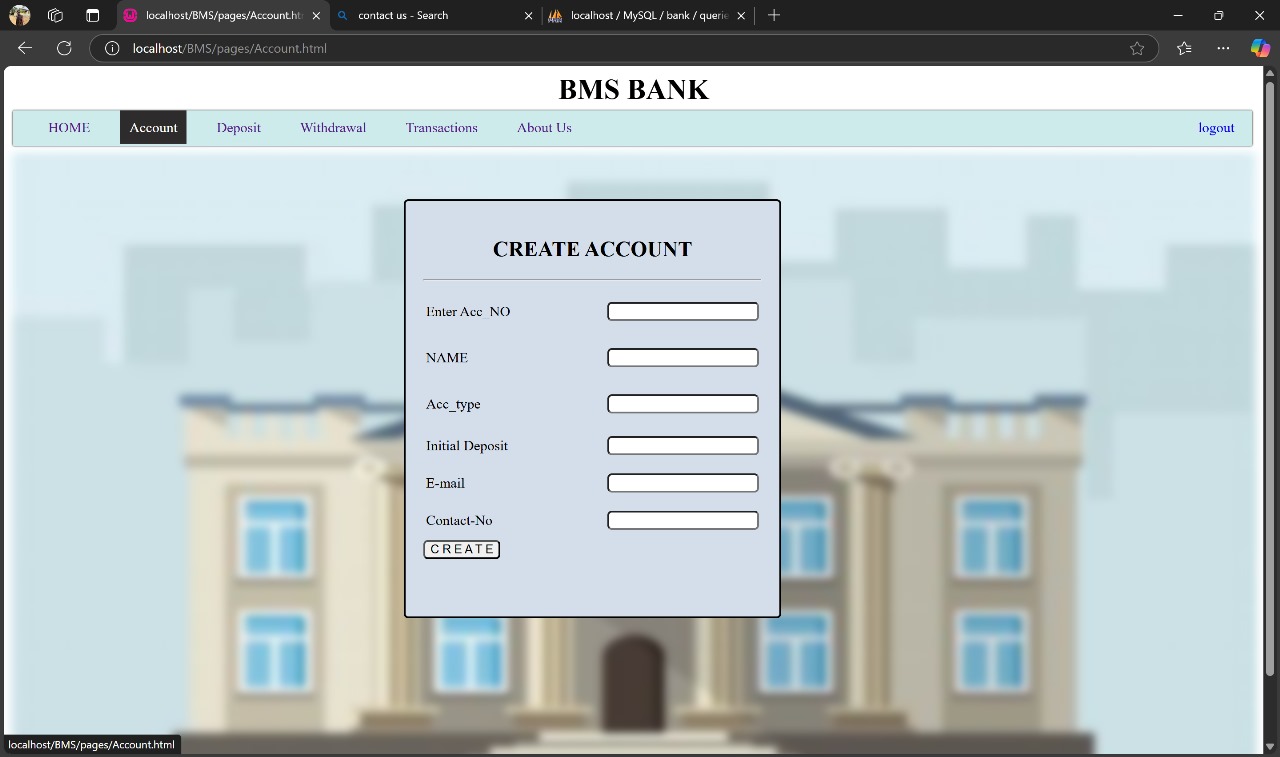 localhost/BMS/pages/Account.ht
contact us - Search
localhost / MySQL / bank / querie
localhost/BMS/pages/Account.html
BMS BANK
HOME Account Deposit Withdrawal Transactions About Us logout
CREATE ACCOUNT
Enter Acc_NO
NAME
Acc_type
Initial Deposit
E-mail
Contact-No
CREATE
localhost/BMS/pages/Account.html